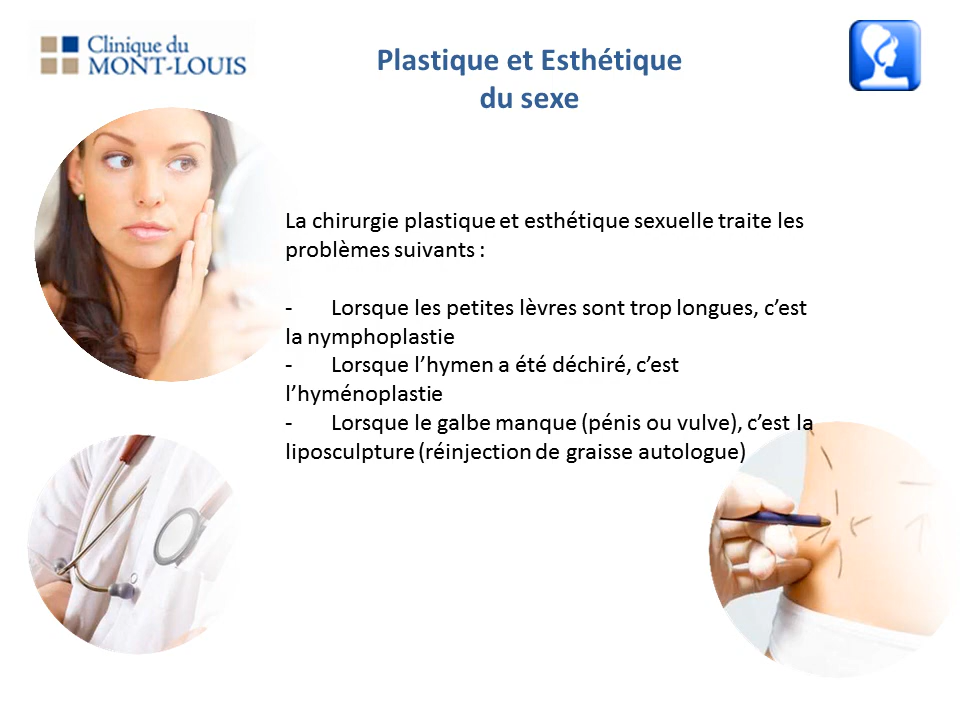 Clinique du
MONT-LOUIS
Plastique et Esthétique
du sexe
La chirurgie plastique et esthétique sexuelle traite les
problèmes suivants :
- Lorsque les petites lèvres sont trop longues, c’est
la nymphoplastie
- Lorsque l’hymen a été déchiré, c’est
l’hyménoplastie
- Lorsque le galbe manque (pénis ou vulve), c’est la
liposculpture (réinjection de graisse autologue)